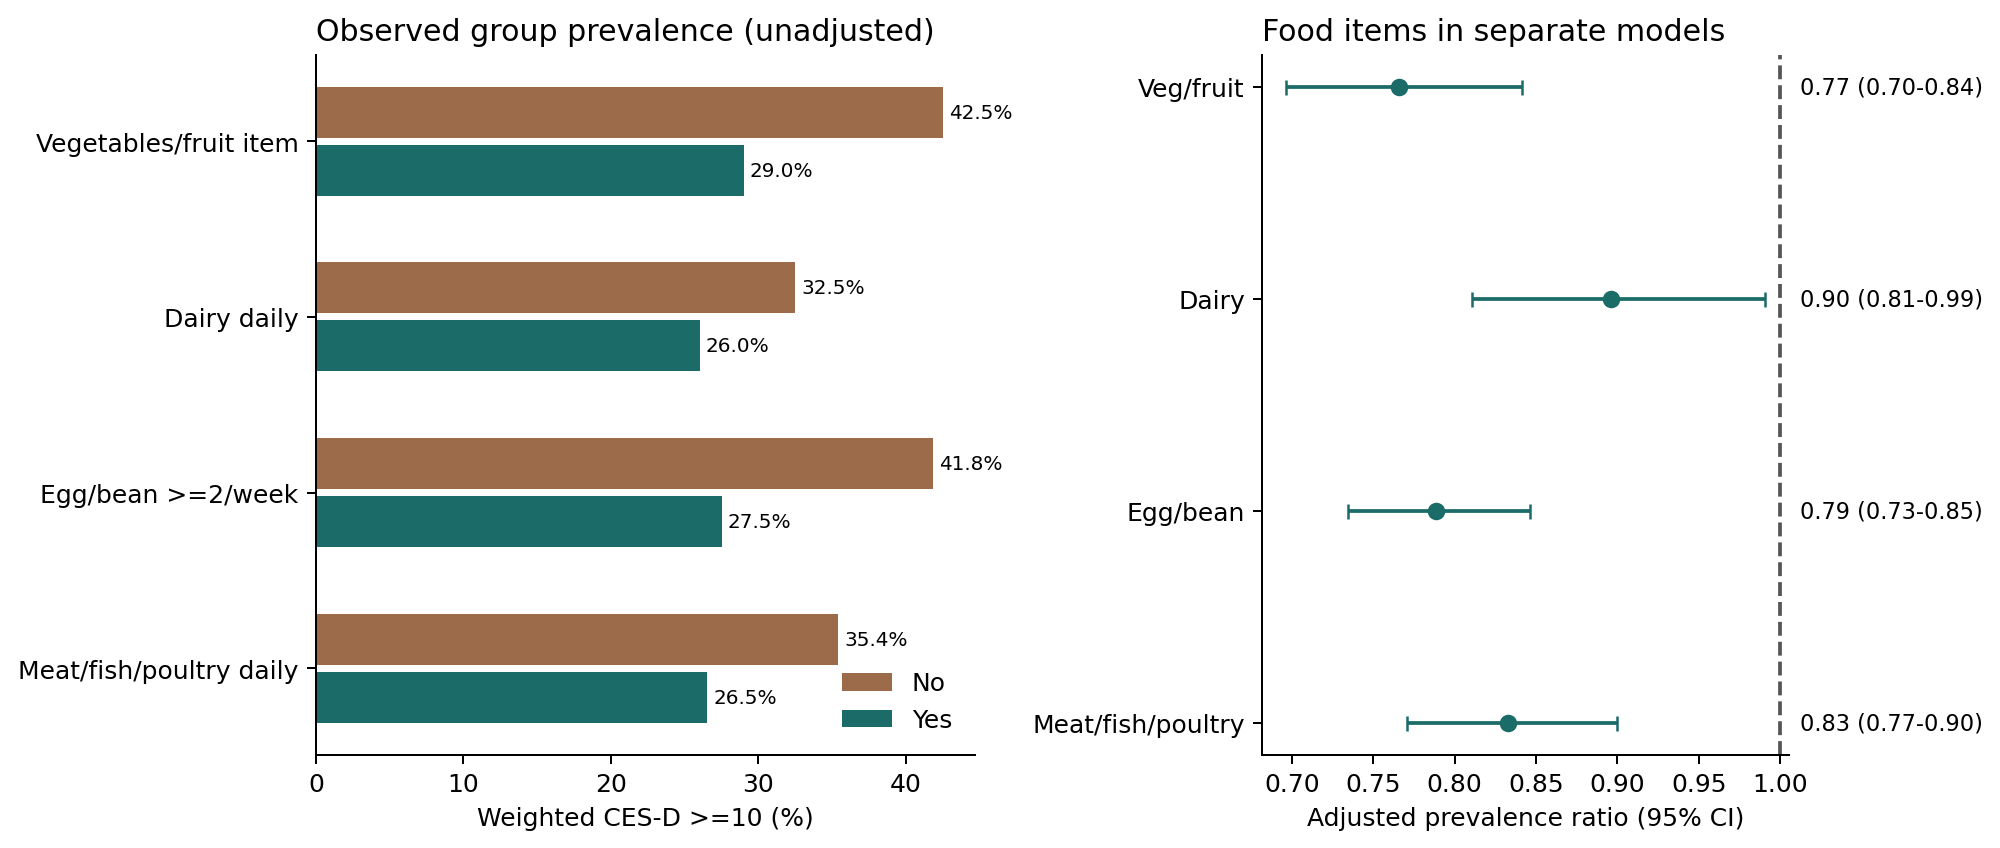 Observed group prevalence (unadjusted)
Vegetables/fruit item
42.5%
29.0%
Dairy daily
32.5%
26.0%
Egg/bean >=2/week
41.8%
27.5%
Meat/fish/poultry daily
35.4%
26.5%
No
Yes
0 10 20 30 40
Weighted CES-D >=10 (%)
Food items in separate models
Veg/fruit 0.77 (0.70-0.84)
Dairy 0.90 (0.81-0.99)
Egg/bean 0.79 (0.73-0.85)
Meat/fish/poultry 0.83 (0.77-0.90)
0.70 0.75 0.80 0.85 0.90 0.95 1.00
Adjusted prevalence ratio (95% CI)